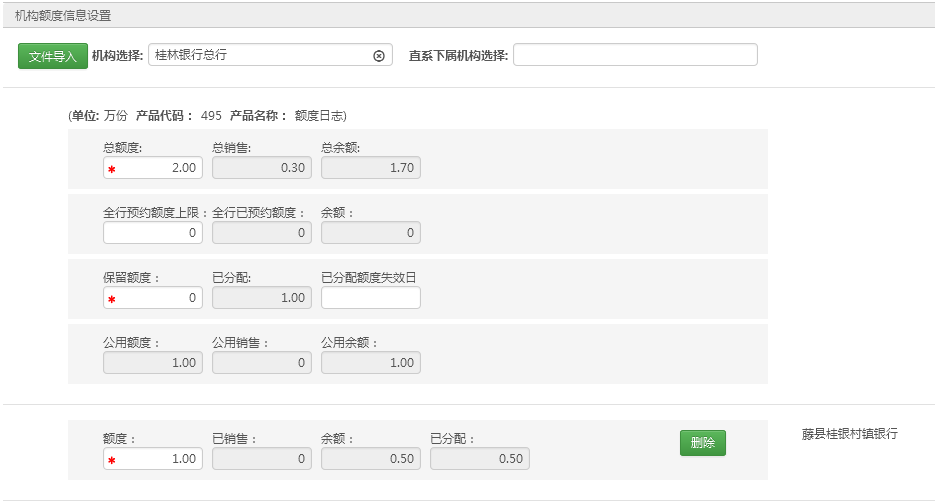 机构额度信息设置
文件导入 机构选择: 桂林银行总行 直系下属机构选择:
(单位: 万份 产品代码： 495 产品名称： 额度日志)
总额度: 总销售: 总余额:
* 2.00 0.30 1.70
全行预约额度上限： 全行已预约额度： 余额：
0 0 0
保留额度： 已分配: 已分配额度失效日
* 0 1.00
公用额度： 公用销售： 公用余额：
1.00 0 1.00
额度： 已销售： 余额： 已分配：
* 1.00 0 0.50 0.50
删除
藤县桂银村镇银行